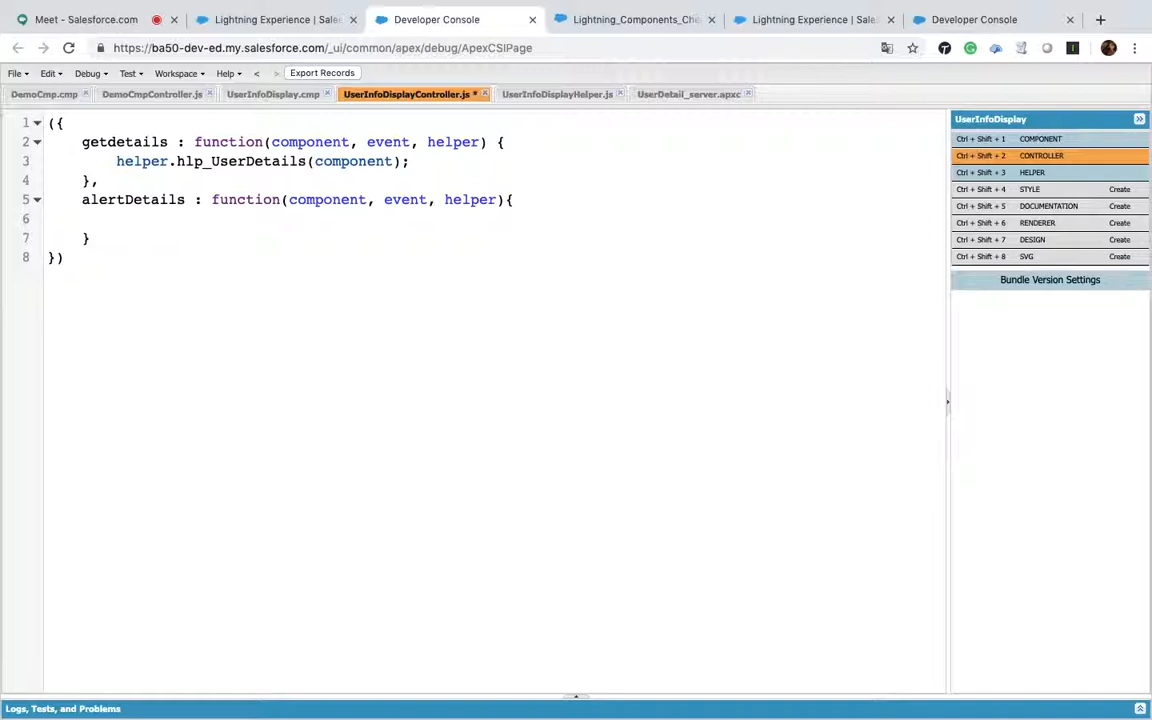 Meet - Salesforce.com
Lightning Experience | Sales
Developer Console
Lightning_Components_Che
Lightning Experience | Sales
Developer Console
https://ba50-dev-ed.my.salesforce.com/_ui/common/apex/debug/ApexCSIPage
File Edit Debug Test Workspace Help < > Export Records
DemoCmp.cmp DemoCmpController.js UserInfoDisplay.cmp UserInfoDisplayController.js * UserInfoDisplayHelper.js UserDetail_server.apxc
1 ({
2 getdetails : function(component, event, helper) {
3 helper.hlp_UserDetails(component);
4 },
5 alertDetails : function(component, event, helper){
6
7 }
8 })
UserInfoDisplay
Ctrl + Shift + 1 COMPONENT
Ctrl + Shift + 2 CONTROLLER
Ctrl + Shift + 3 HELPER
Ctrl + Shift + 4 STYLE Create
Ctrl + Shift + 5 DOCUMENTATION Create
Ctrl + Shift + 6 RENDERER Create
Ctrl + Shift + 7 DESIGN Create
Ctrl + Shift + 8 SVG Create
Bundle Version Settings
Logs, Tests, and Problems